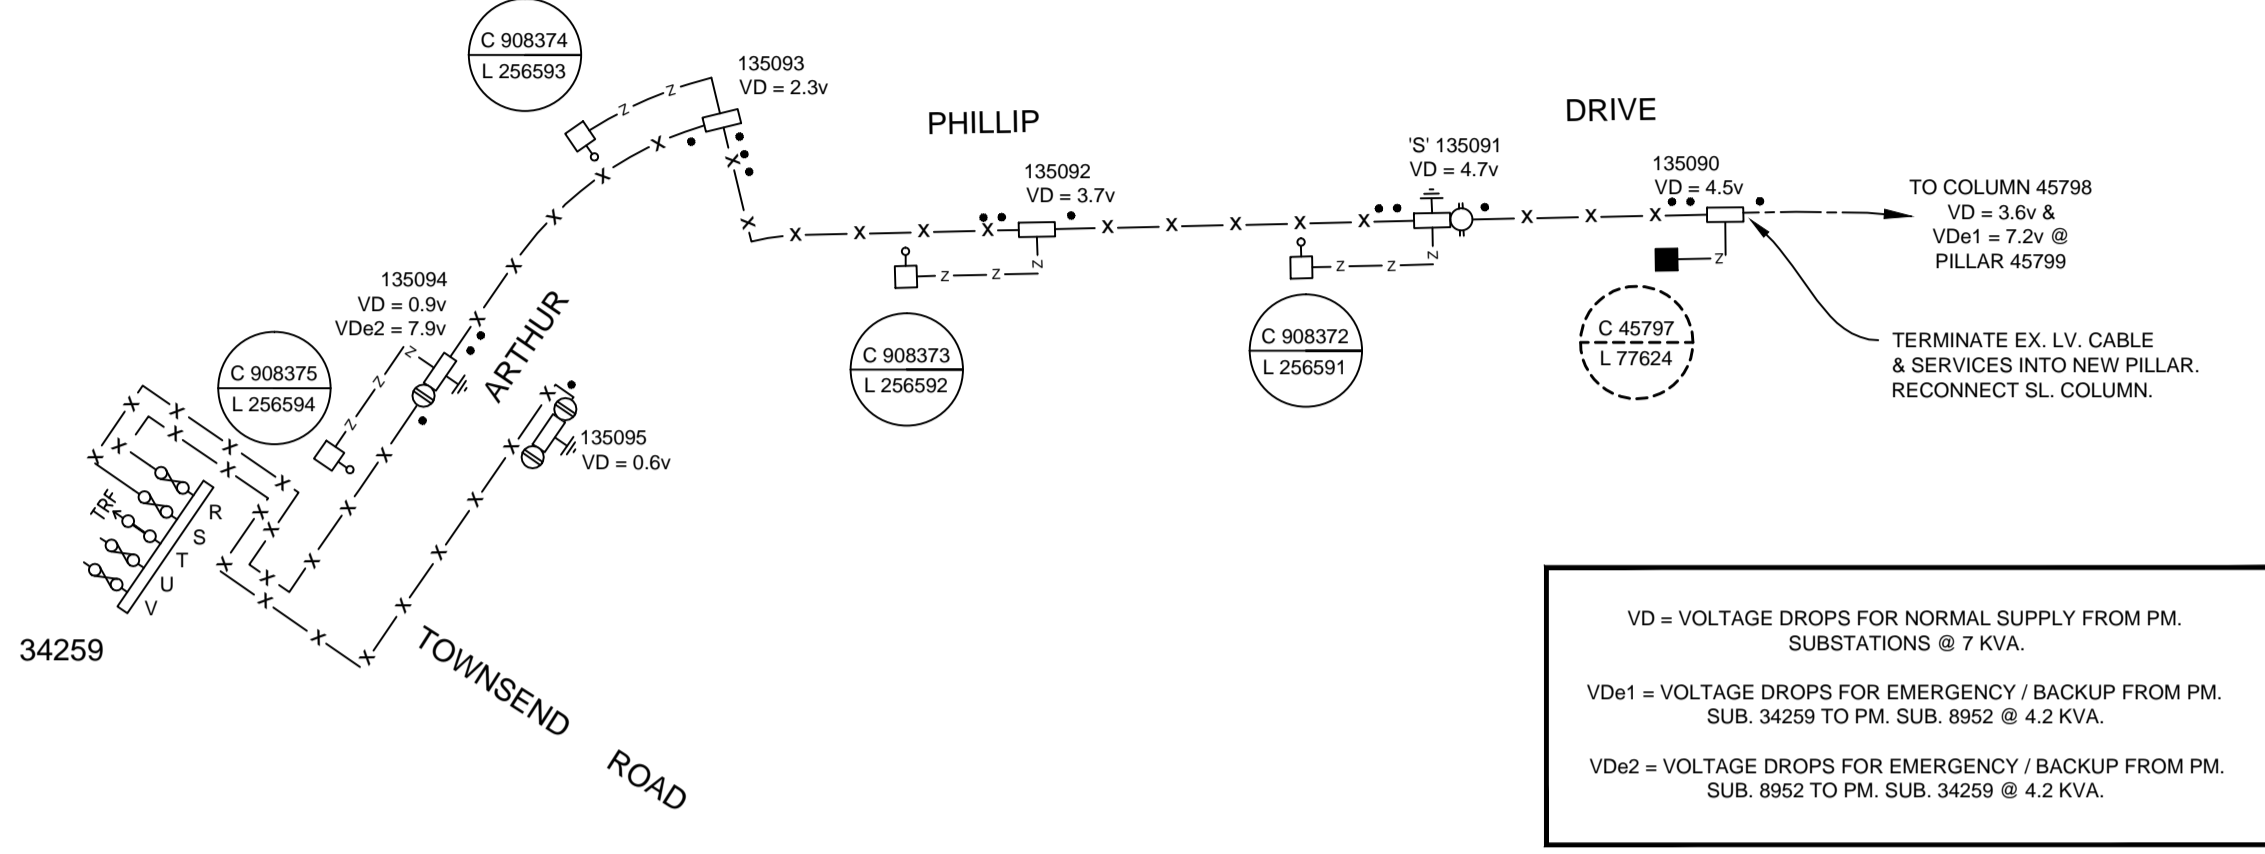 C 908374
L 256593
135093
VD = 2.3v
PHILLIP
DRIVE
135092
VD = 3.7v
'S' 135091
VD = 4.7v
135090
VD = 4.5v
TO COLUMN 45798
VD = 3.6v &
VDe1 = 7.2v @
PILLAR 45799
135094
VD = 0.9v
VDe2 = 7.9v
ARTHUR
C 908375
L 256594
C 908373
L 256592
C 908372
L 256591
C 45797
L 77624
TERMINATE EX. LV. CABLE
& SERVICES INTO NEW PILLAR.
RECONNECT SL. COLUMN.
135095
VD = 0.6v
TRF
R
S
T
U
V
34259
TOWNSEND
ROAD
VD = VOLTAGE DROPS FOR NORMAL SUPPLY FROM PM.
SUBSTATIONS @ 7 KVA.
VDe1 = VOLTAGE DROPS FOR EMERGENCY / BACKUP FROM PM.
SUB. 34259 TO PM. SUB. 8952 @ 4.2 KVA.
VDe2 = VOLTAGE DROPS FOR EMERGENCY / BACKUP FROM PM.
SUB. 8952 TO PM. SUB. 34259 @ 4.2 KVA.